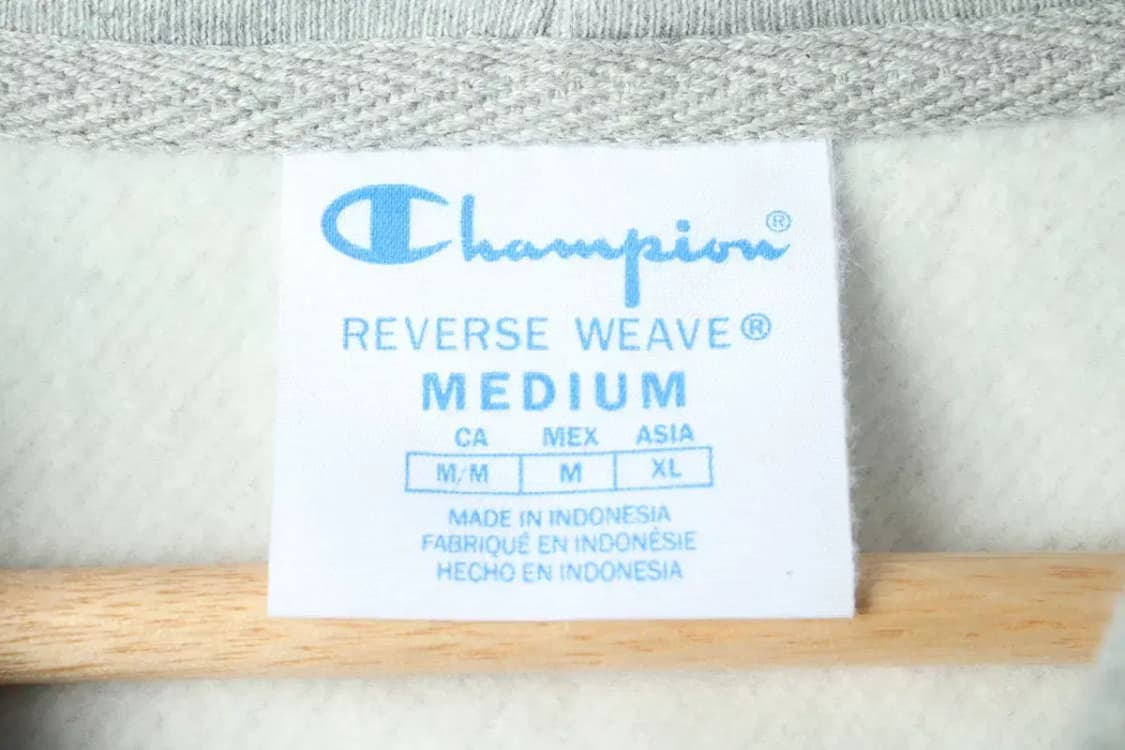 Champion®
REVERSE WEAVE®
MEDIUM
CA MEX ASIA
M/M M XL
MADE IN INDONESIA
FABRIQUÉ EN INDONÉSIE
HECHO EN INDONESIA